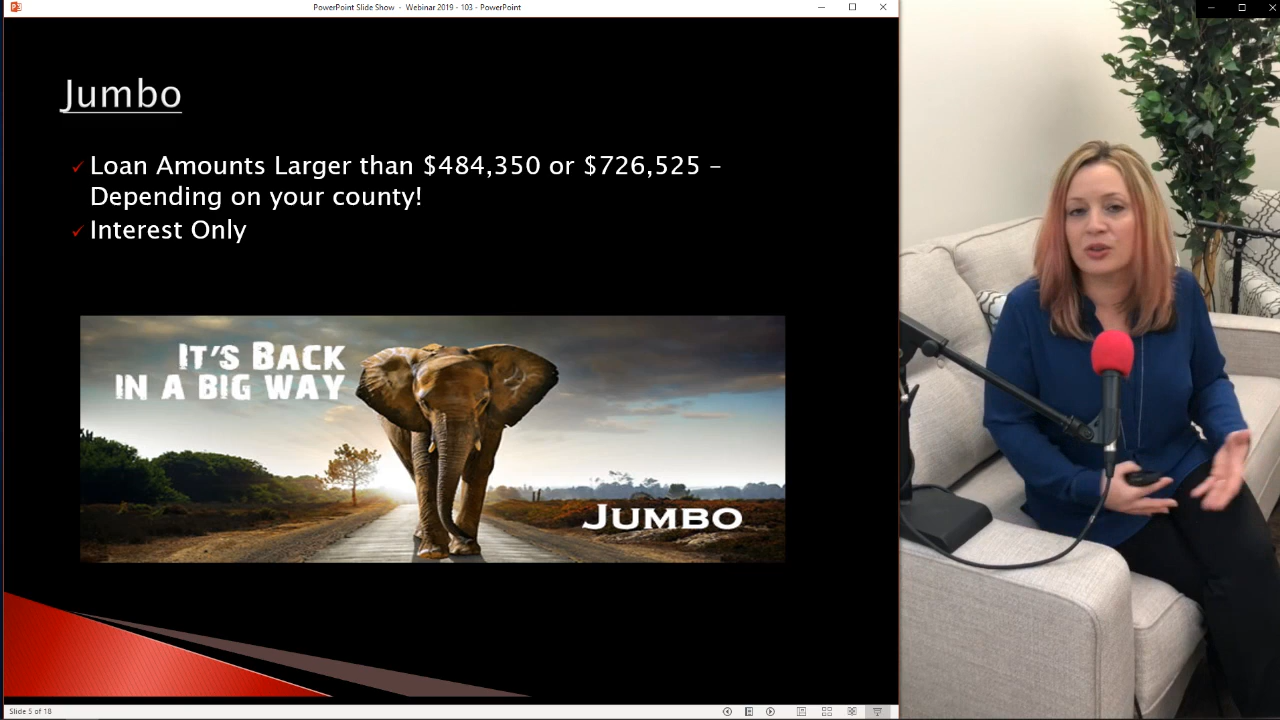 PowerPoint Slide Show - Webinar 2019 - 103 - PowerPoint
Jumbo
Loan Amounts Larger than $484,350 or $726,525 –
Depending on your county!
Interest Only
IT'S BACK
IN A BIG WAY
JUMBO
Slide 5 of 18